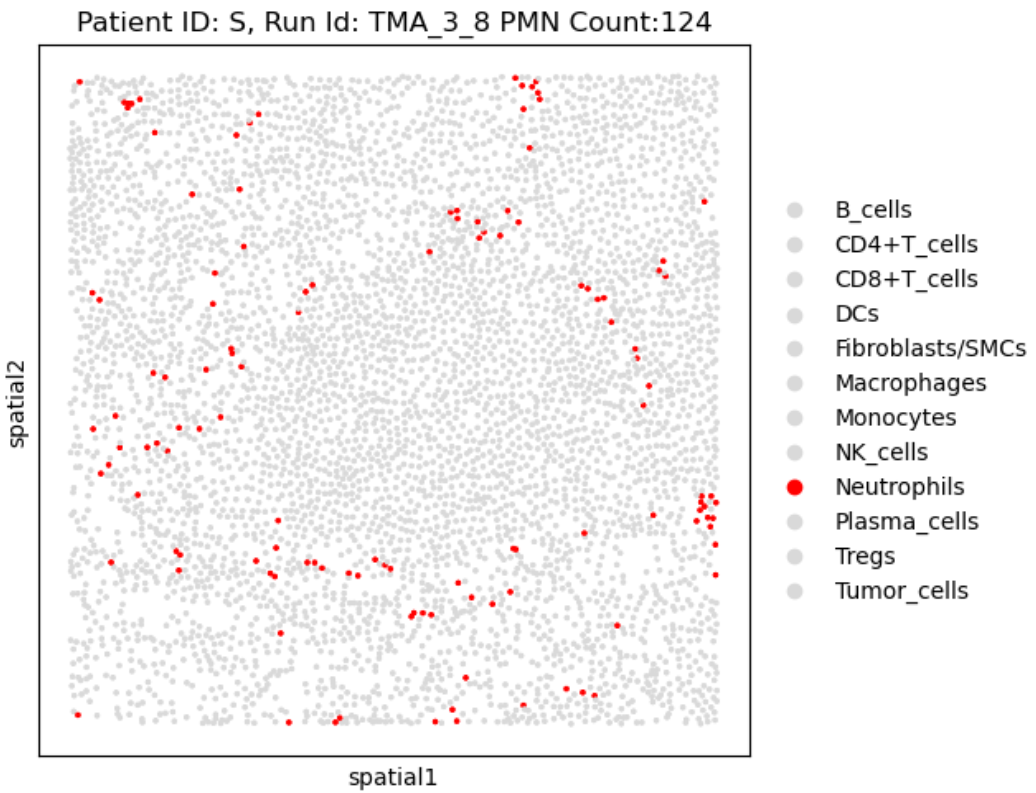 Patient ID: S, Run Id: TMA_3_8 PMN Count:124
spatial2
spatial1
B_cells
CD4+T_cells
CD8+T_cells
DCs
Fibroblasts/SMCs
Macrophages
Monocytes
NK_cells
Neutrophils
Plasma_cells
Tregs
Tumor_cells